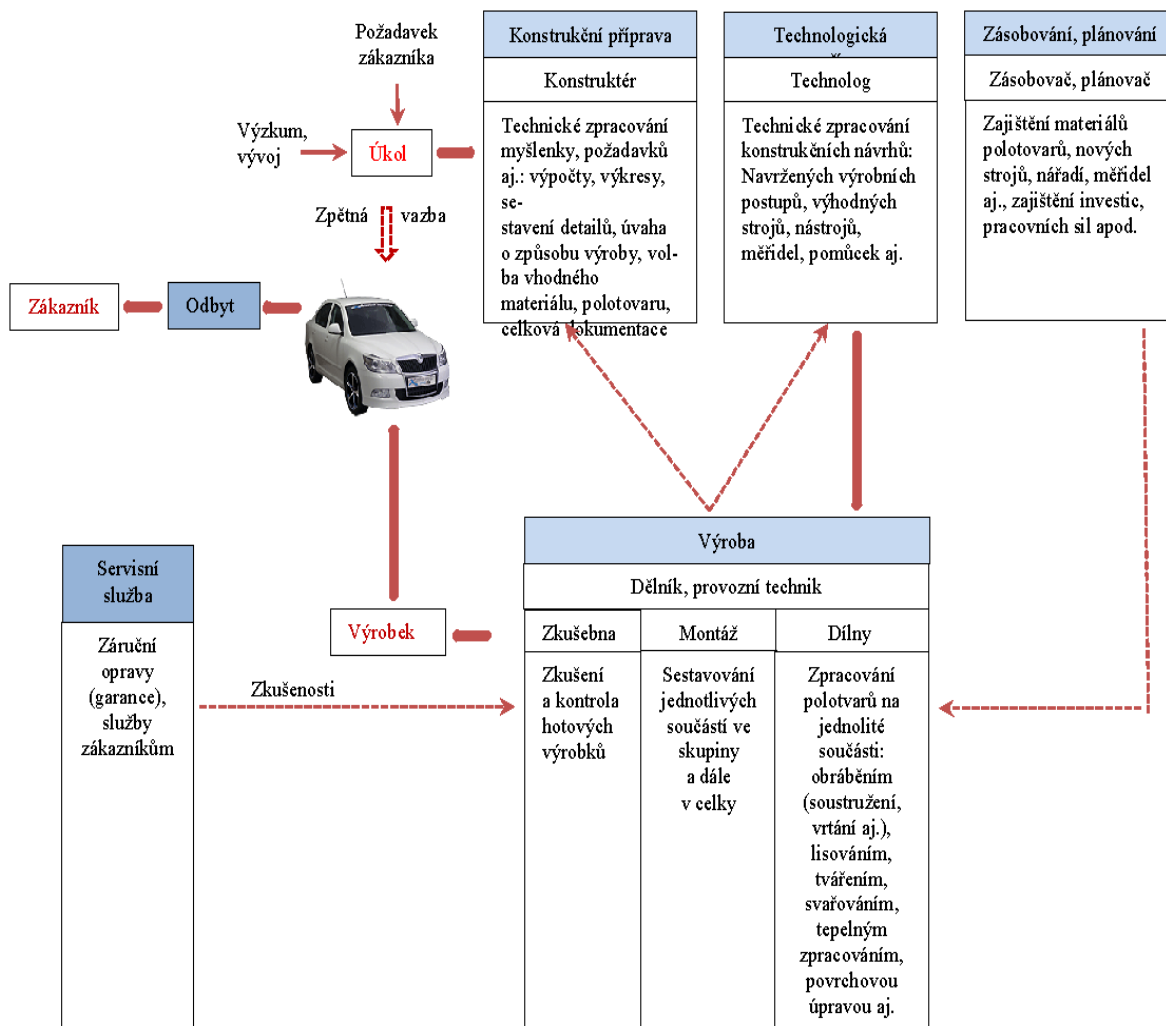 Požadavek
zákazníka
Výzkum,
vývoj
Úkol
Zpětná vazba
Zákazník
Odbyt
Konstrukční příprava
Konstruktér
Technické zpracování
myšlenky, požadavků
aj.: výpočty, výkresy,
se-
stavení detailů, úvaha
o způsobu výroby, vol-
ba vhodného
materiálu, polotovaru,
celková dokumentace
Technologická
Technolog
Technické zpracování
konstrukčních návrhů:
Navržených výrobních
postupů, výhodných
strojů, nástrojů,
měřidel, pomůcek aj.
Zásobování, plánování
Zásobovač, plánovač
Zajištění materiálů
polotovarů, nových
strojů, nářadí, měřidel
aj., zajištění investic,
pracovních sil apod.
Servisní
služba
Záruční
opravy
(garance),
služby
zákazníkům
Zkušenosti
Výrobek
Výroba
Dělník, provozní technik
Zkušebna
Zkušení
a kontrola
hotových
výrobků
Montáž
Sestavování
jednotlivých
součástí ve
skupiny
a dále
v celky
Dílny
Zpracování
polotvarů na
jednolité
součásti:
obráběním
(soustružení,
vrtání aj.),
lisováním,
tvářením,
svařováním,
tepelným
zpracováním,
povrchovou
úpravou aj.